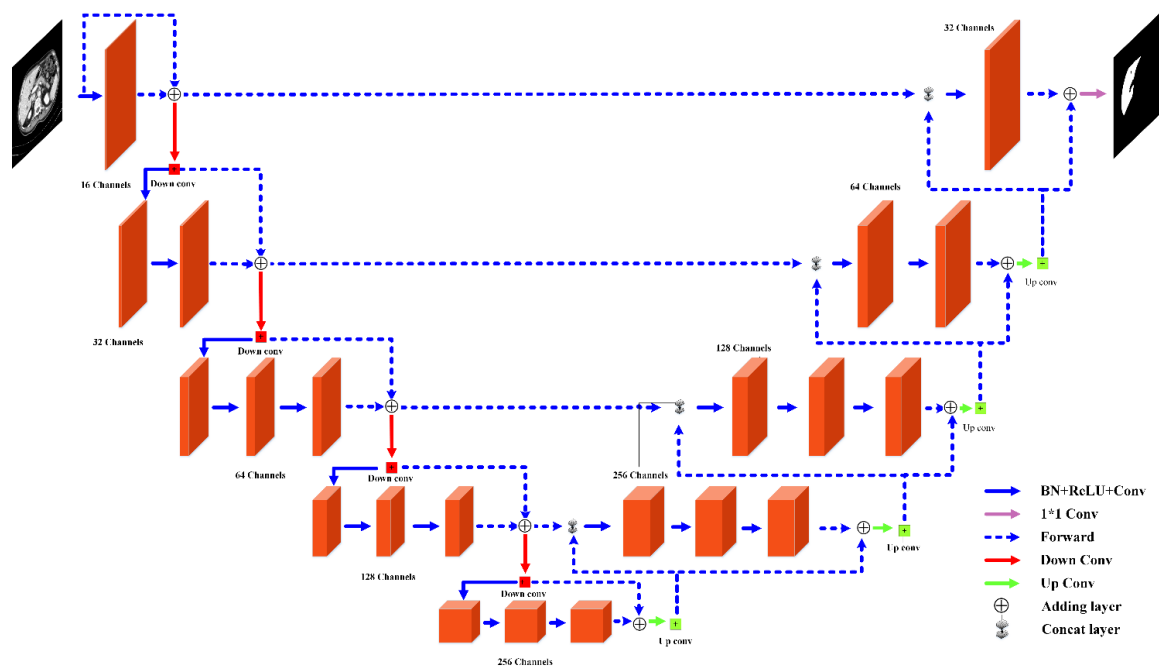 32 Channels
16 Channels
Down conv
64 Channels
Up conv
32 Channels
Down conv
128 Channels
Up conv
64 Channels
Down conv
256 Channels
Up conv
128 Channels
Down conv
Up conv
256 Channels
BN+ReLU+Conv
1*1 Conv
Forward
Down Conv
Up Conv
Adding layer
Concat layer